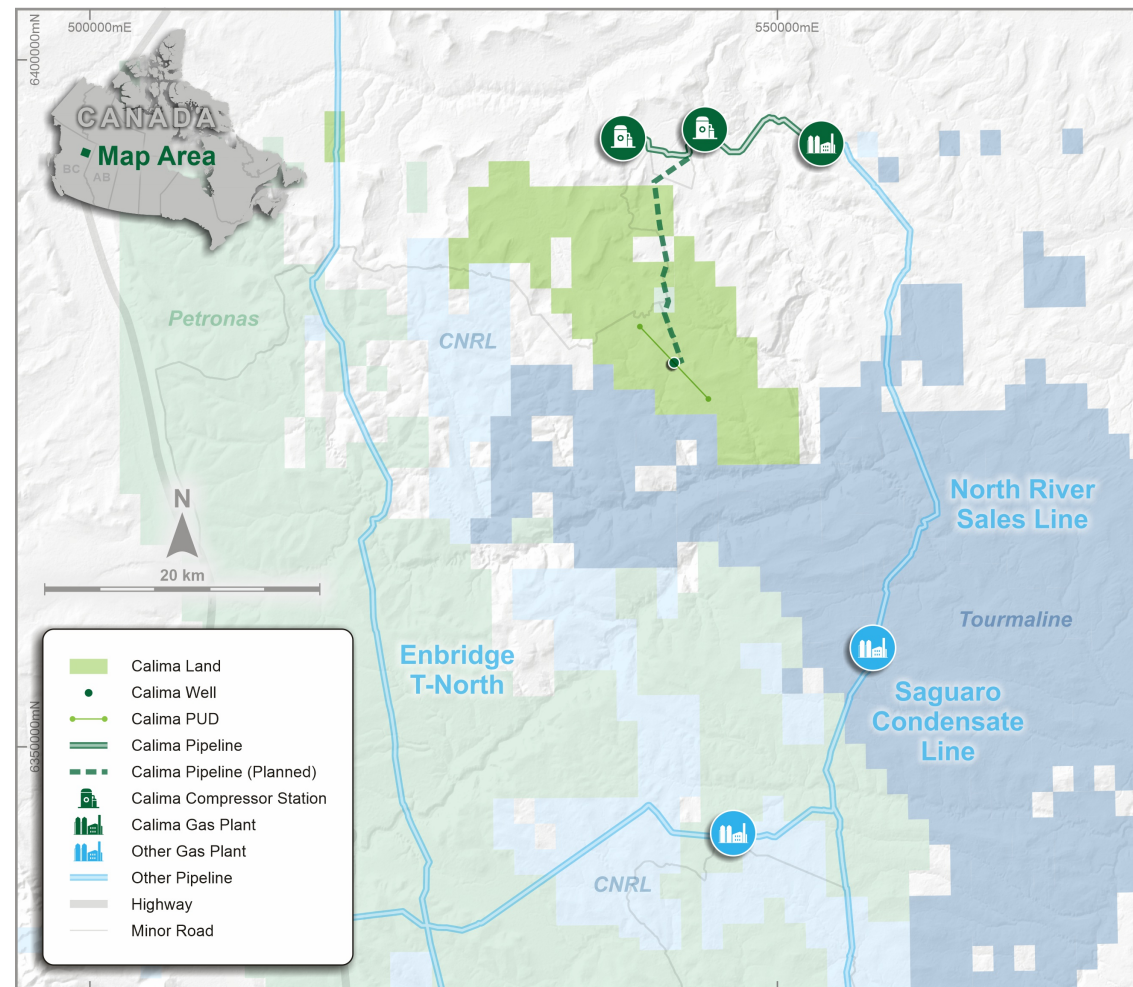 500000mE
550000mE
6400000mN
CANADA
Map Area
BC
AB
Petronas
CNRL
N
20 km
North River
Sales Line
Tourmaline
Enbridge
T-North
Saguaro
Condensate
Line
6350000mN
Calima Land
Calima Well
Calima PUD
Calima Pipeline
Calima Pipeline (Planned)
Calima Compressor Station
Calima Gas Plant
Other Gas Plant
Other Pipeline
Highway
Minor Road
CNRL